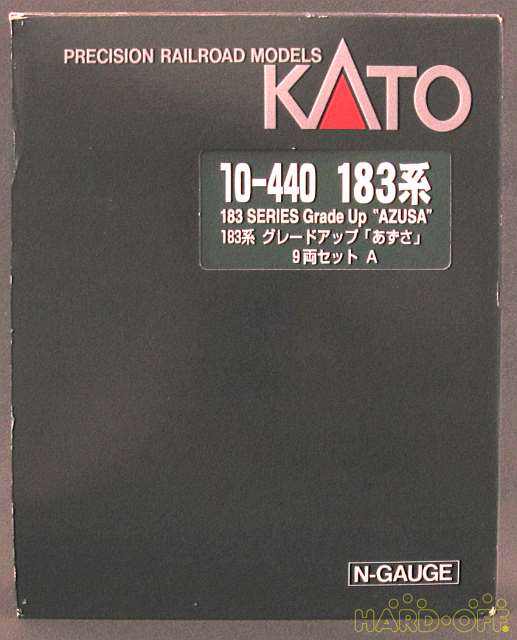 PRECISION RAILROAD MODELS
KATO
10-440 183系
183 SERIES Grade Up "AZUSA"
183系 グレードアップ「あずさ」
9両セット A
N-GAUGE
HARD・OFF